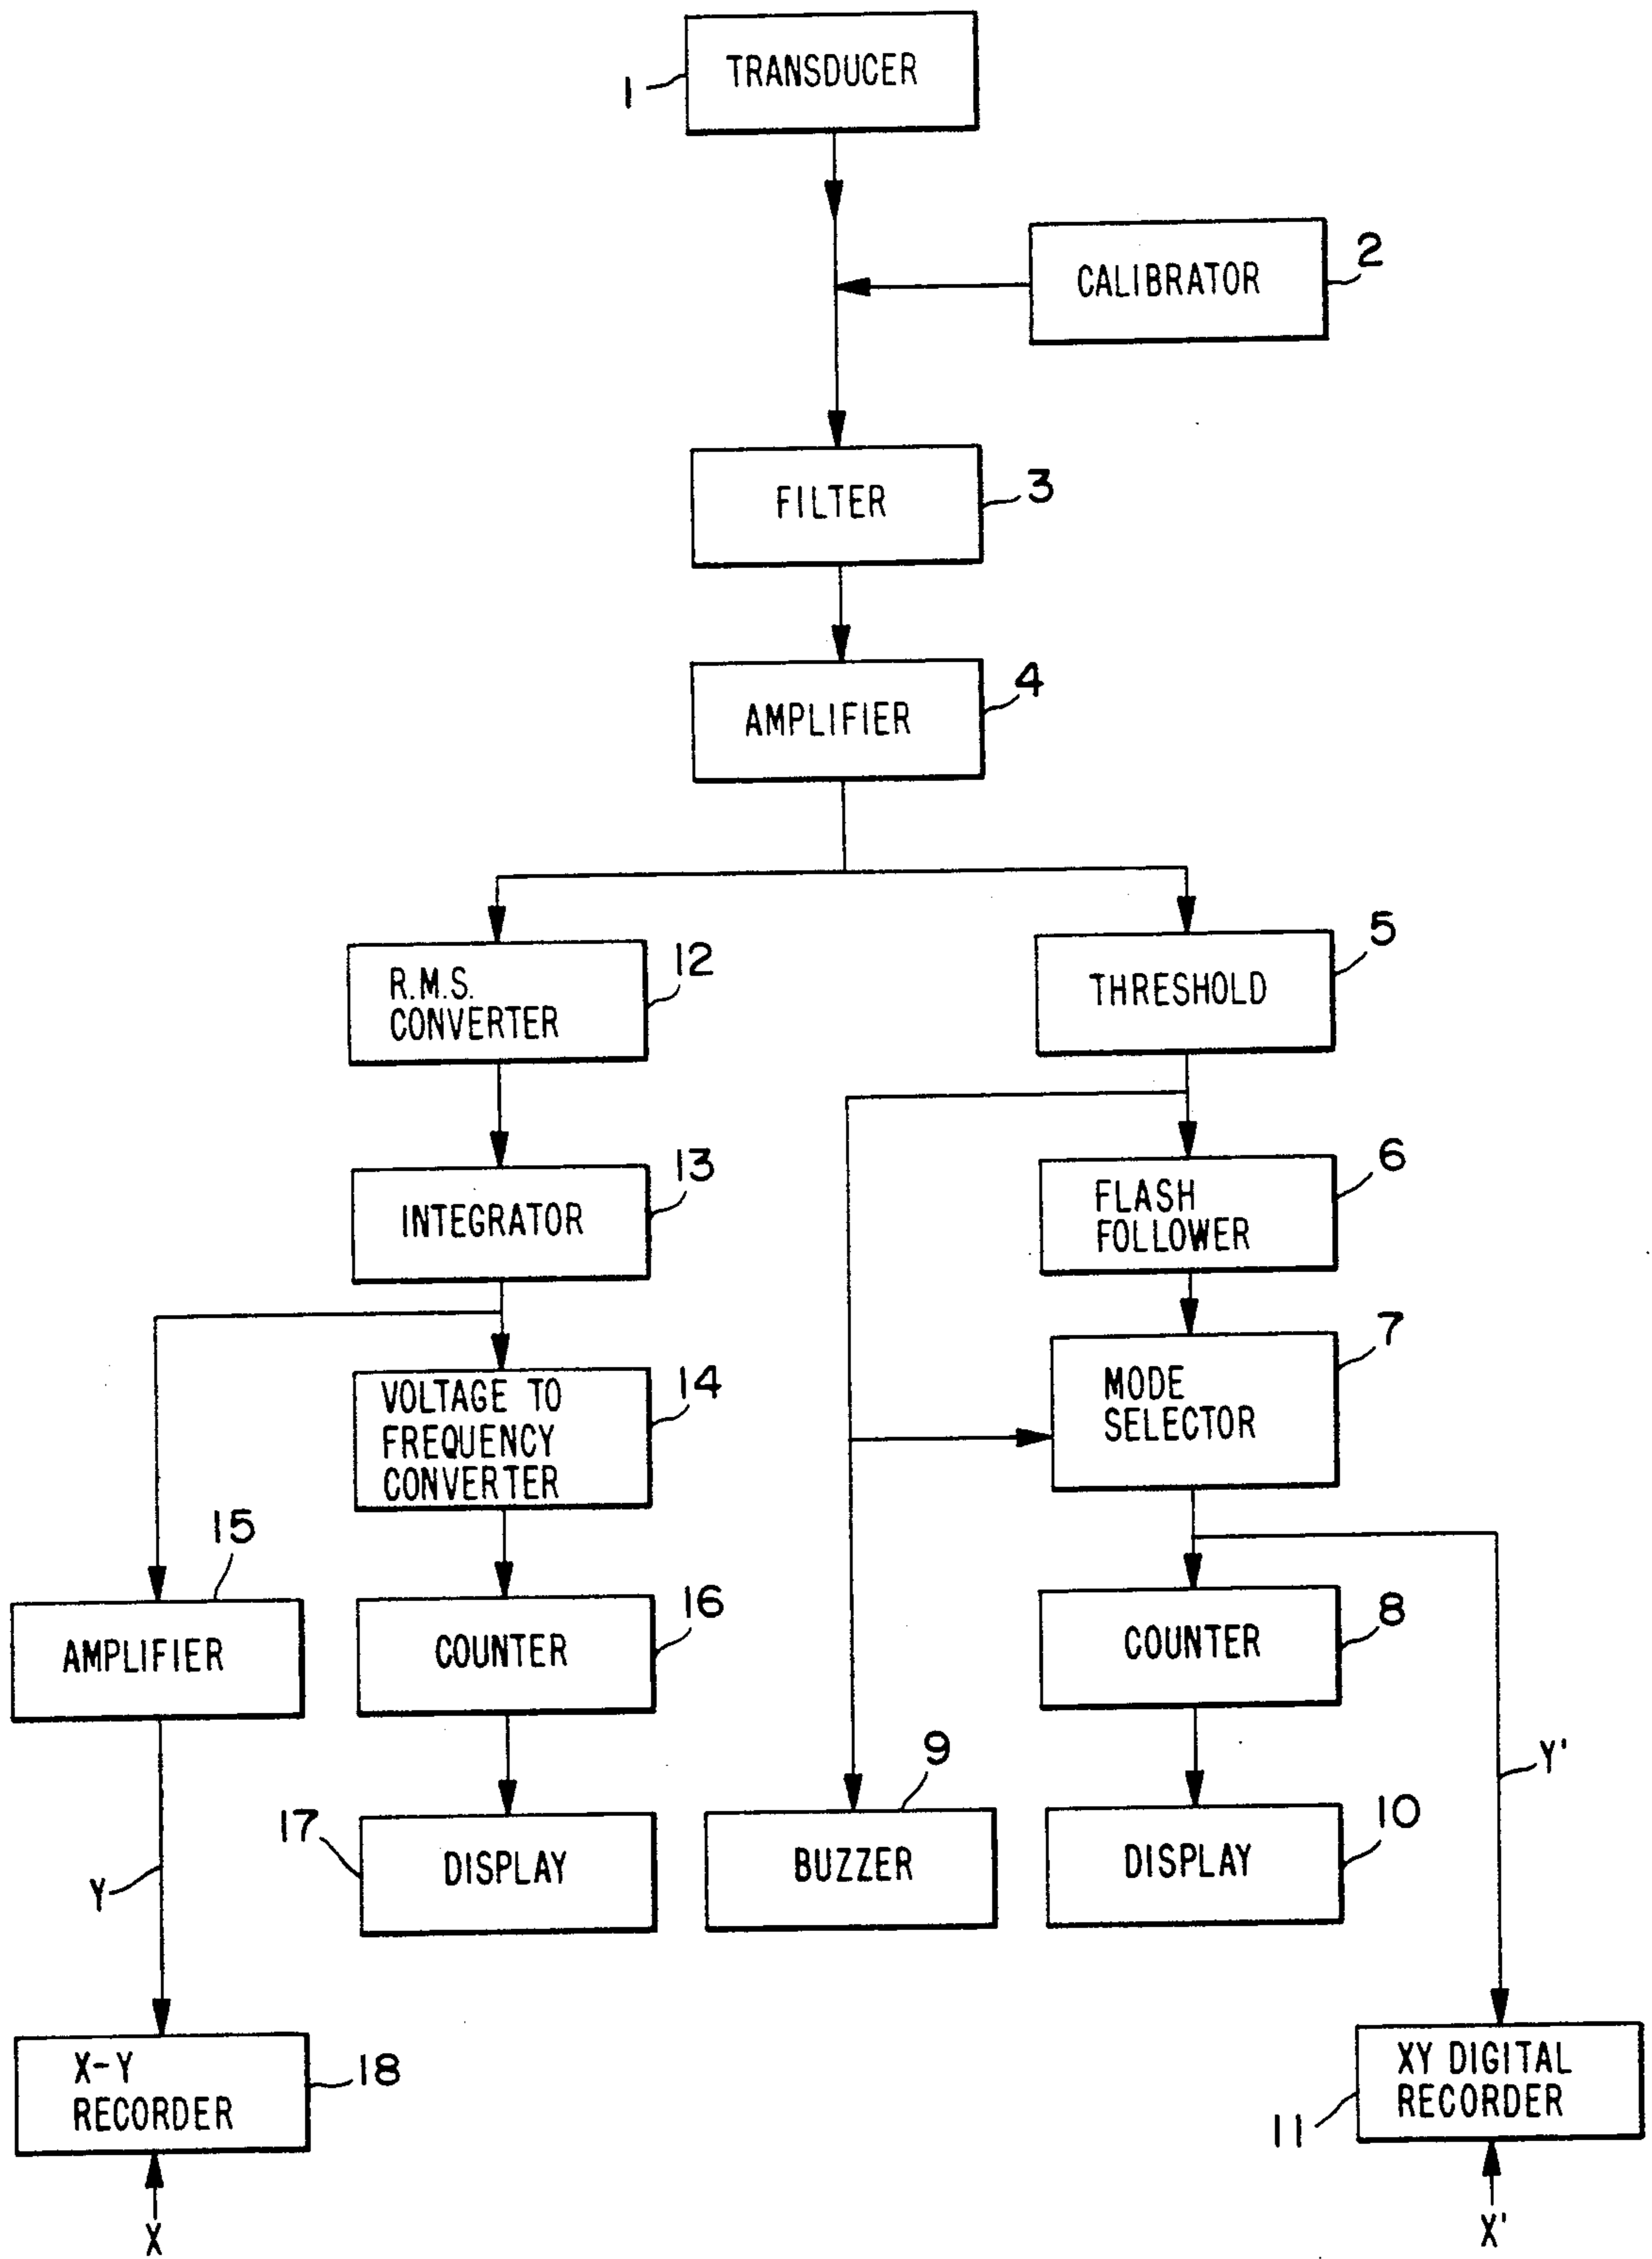 TRANSDUCER
1
CALIBRATOR
2
FILTER
3
AMPLIFIER
4
R.M.S.
CONVERTER
12
THRESHOLD
5
INTEGRATOR
13
FLASH
FOLLOWER
6
VOLTAGE TO
FREQUENCY
CONVERTER
14
MODE
SELECTOR
7
AMPLIFIER
15
COUNTER
16
COUNTER
8
Y
DISPLAY
17
BUZZER
9
DISPLAY
10
Y'
X-Y
RECORDER
18
XY DIGITAL
RECORDER
11
X
X'